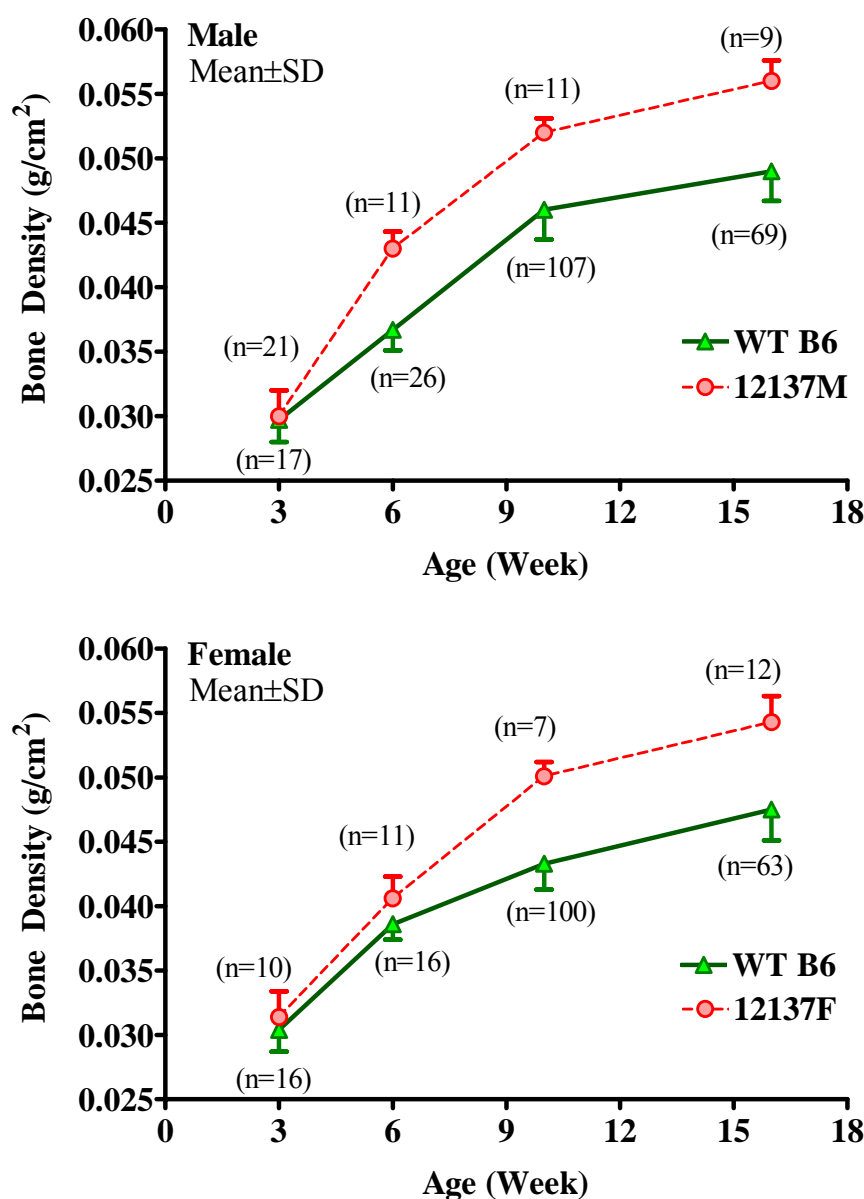 Male
Mean±SD
Bone Density (g/cm²)
0.060
0.055
0.050
0.045
0.040
0.035
0.030
0.025
(n=9)
(n=11)
(n=11)
(n=69)
(n=107)
(n=21)
(n=26)
(n=17)
WT B6
12137M
0 3 6 9 12 15 18
Age (Week)
Female
Mean±SD
Bone Density (g/cm²)
0.060
0.055
0.050
0.045
0.040
0.035
0.030
0.025
(n=12)
(n=7)
(n=11)
(n=63)
(n=100)
(n=10)
(n=16)
(n=16)
WT B6
12137F
0 3 6 9 12 15 18
Age (Week)